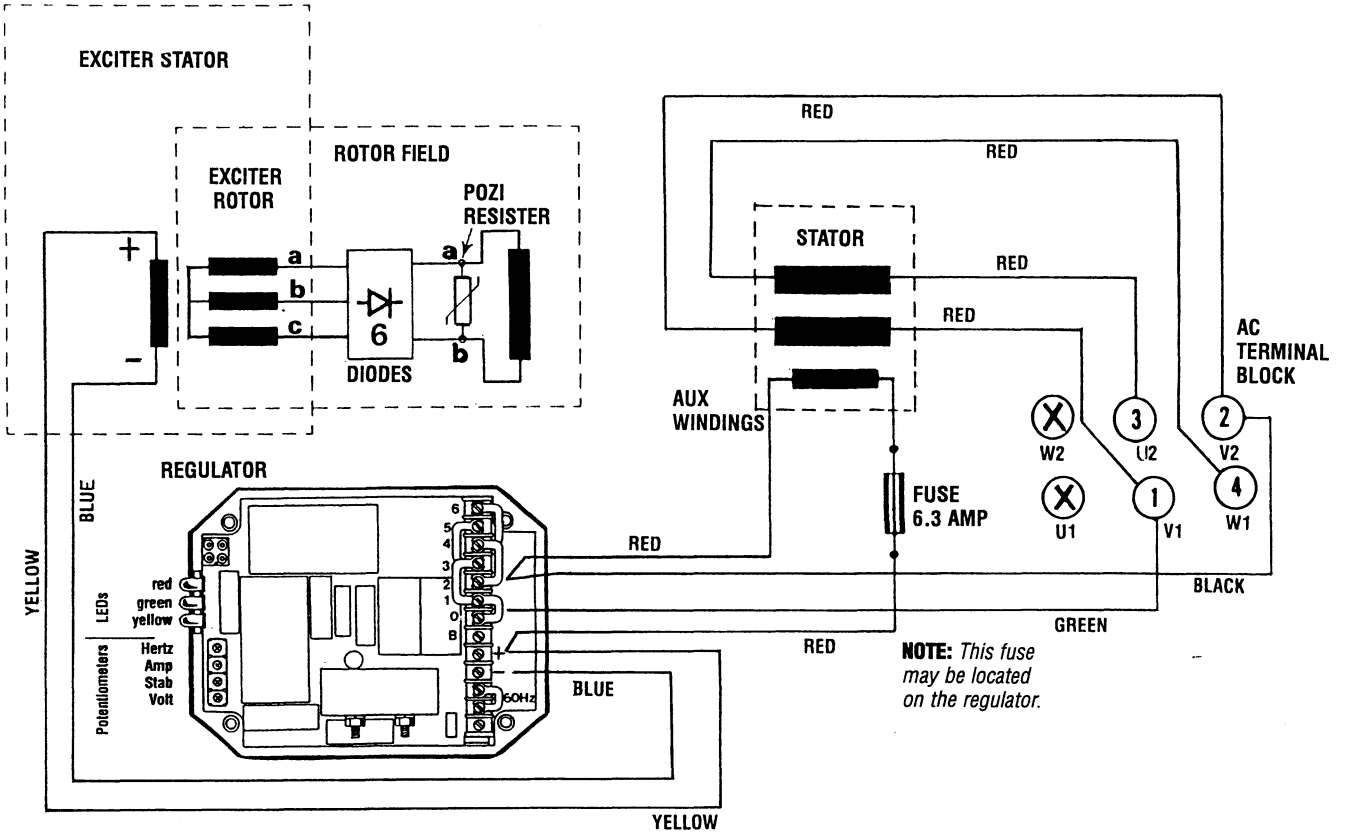 EXCITER STATOR
ROTOR FIELD
EXCITER
ROTOR
POZI
RESISTER
+
−
a
b
c
6
DIODES
a
b
RED
RED
STATOR
RED
RED
AUX
WINDINGS
AC
TERMINAL
BLOCK
X
W2
3
U2
2
V2
X
U1
1
V1
4
W1
FUSE
6.3 AMP
REGULATOR
BLUE
YELLOW
6
5
4
3
2
1
0
B
+
−
60Hz
red
green
yellow
LEDs
Hertz
Amp
Stab
Volt
Potentiometers
RED
BLACK
GREEN
RED
BLUE
NOTE: This fuse
may be located
on the regulator.
YELLOW